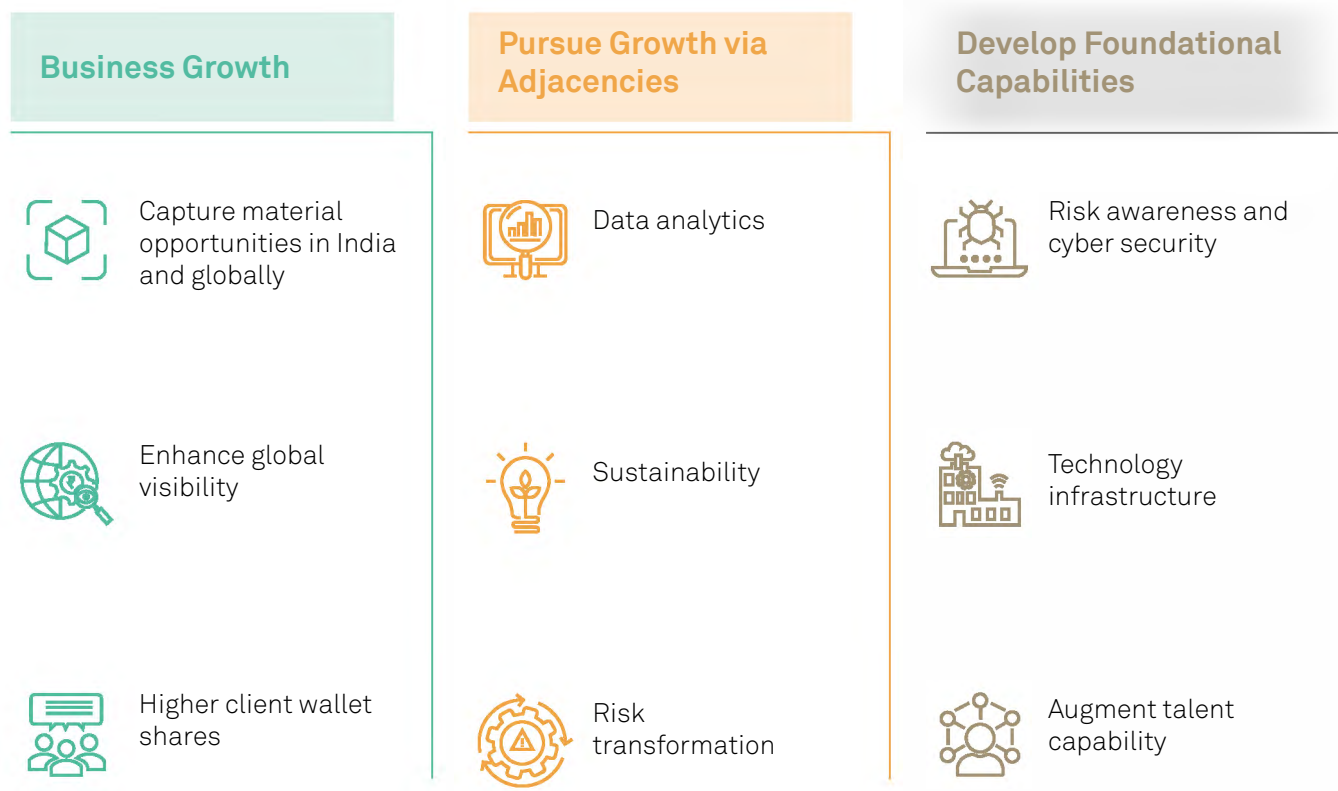 Business Growth
Capture material
opportunities in India
and globally
Enhance global
visibility
Higher client wallet
shares
Pursue Growth via
Adjacencies
Data analytics
Sustainability
Risk
transformation
Develop Foundational
Capabilities
Risk awareness and
cyber security
Technology
infrastructure
Augment talent
capability